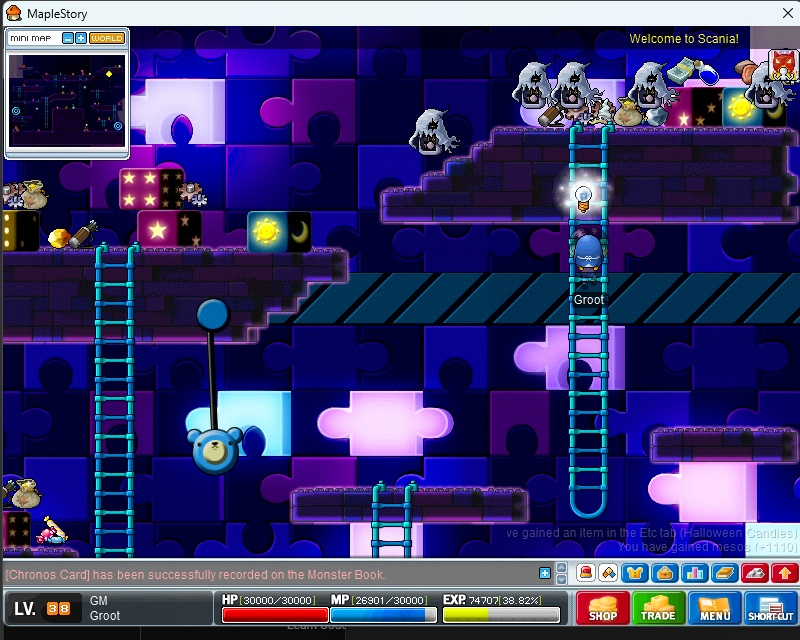 MapleStory
MINI MAP
WORLD
Welcome to Scania!
Groot
ve gained an item in the Etc tab (Halloween Candies)
You have gained mesos (+1110)
[Chronos Card] has been successfully recorded on the Monster Book.
LV. 38
GM
Groot
HP[30000/30000] MP[26901/30000] EXP. 74707[38.82%]
SHOP TRADE MENU SHORTCUT